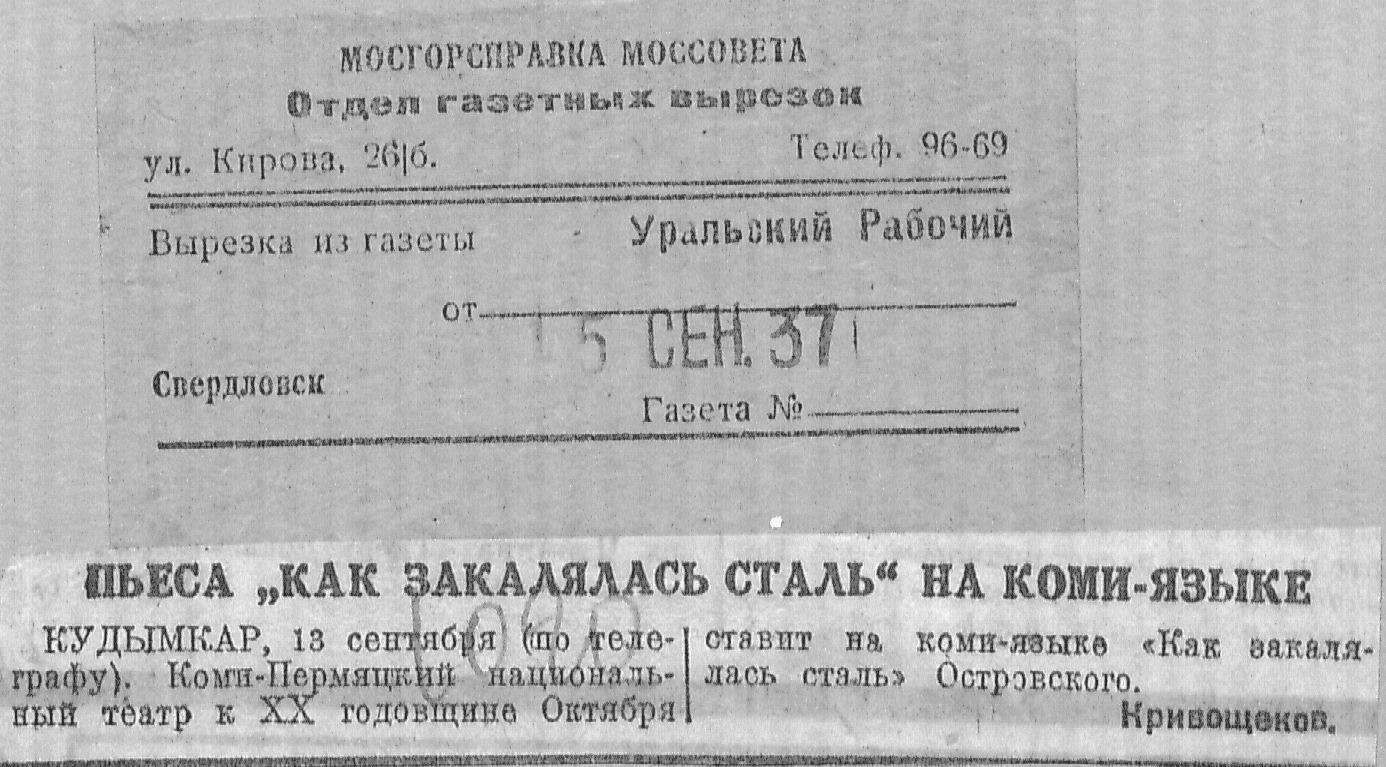 МОСГОРСПРАВКА МОССОВЕТА
Отдел газетных вырезок
ул. Кирова, 26|б.
Телеф. 96-69
Вырезка из газеты
Уральский Рабочий
от
15 СЕН. 37
Свердловск
Газета №
ПЬЕСА „КАК ЗАКАЛЯЛАСЬ СТАЛЬ“ НА КОМИ-ЯЗЫКЕ
КУДЫМКАР, 13 сентября (по теле-
графу). Коми-Пермяцкий националь-
ный театр к XX годовщине Октября
ставит на коми-языке «Как закаля-
лась сталь» Островского.
Кривощеков.